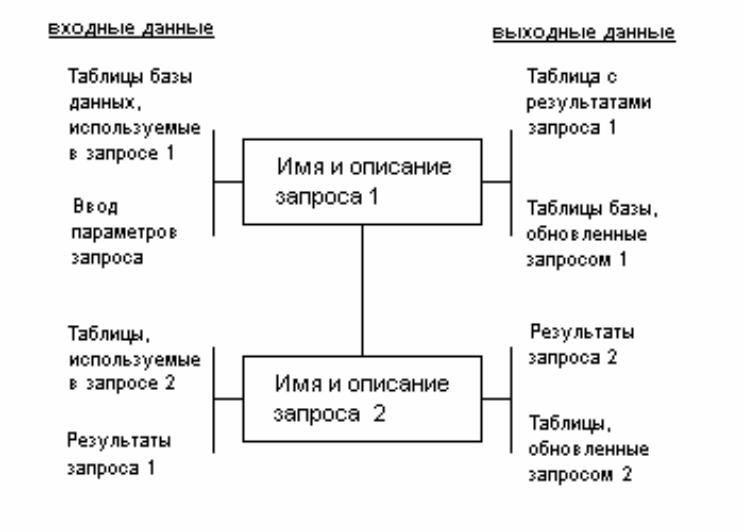 входные данные
выходные данные
Таблицы базы
данных,
используемые
в запросе 1
Ввод
параметров
запроса
Имя и описание
запроса 1
Таблица с
результатами
запроса 1
Таблицы базы,
обновленные
запросом 1
Таблицы,
используемые
в запросе 2
Результаты
запроса 1
Имя и описание
запроса 2
Результаты
запроса 2
Таблицы,
обновленные
запросом 2